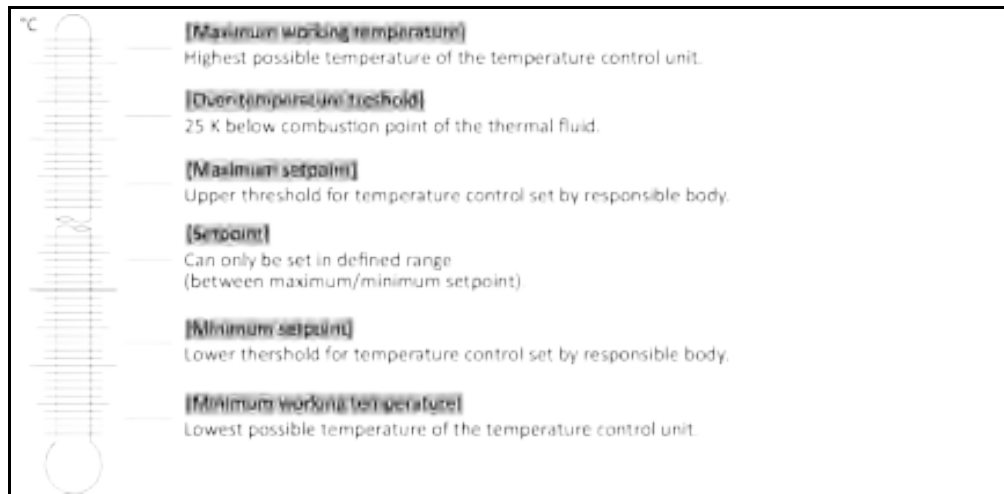 °C
[Maximum working temperature]
Highest possible temperature of the temperature control unit.
[Over temperature treshold]
25 K below combustion point of the thermal fluid.
[Maximum setpoint]
Upper threshold for temperature control set by responsible body.
[Setpoint]
Can only be set in defined range
(between maximum/minimum setpoint)
[Minimum setpoint]
Lower thershold for temperature control set by responsible body.
[Minimum working temperature]
Lowest possible temperature of the temperature control unit.